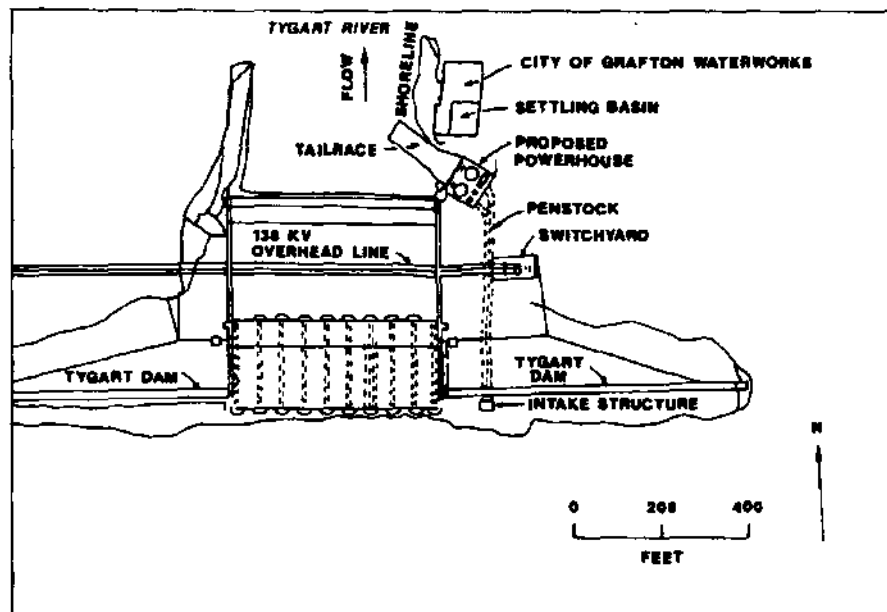 TYGART RIVER
FLOW
SHORELINE
CITY OF GRAFTON WATERWORKS
SETTLING BASIN
TAILRACE
PROPOSED
POWERHOUSE
PENSTOCK
SWITCHYARD
138 KV
OVERHEAD LINE
TYGART DAM
TYGART
DAM
INTAKE STRUCTURE
N
0 200 400
FEET